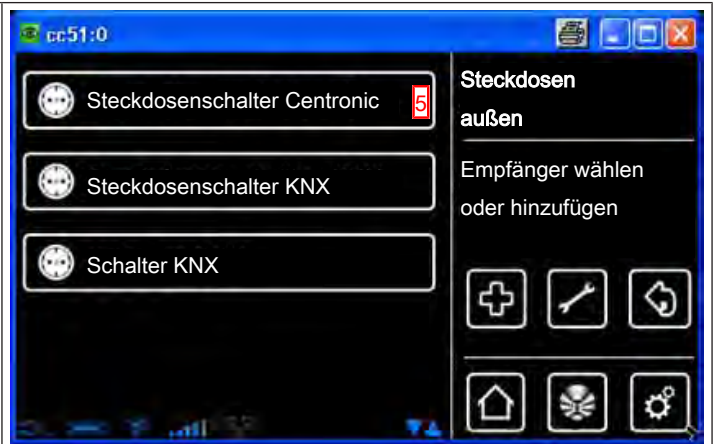 cc51:0
Steckdosenschalter Centronic 5
Steckdosenschalter KNX
Schalter KNX
Steckdosen
außen
Empfänger wählen
oder hinzufügen